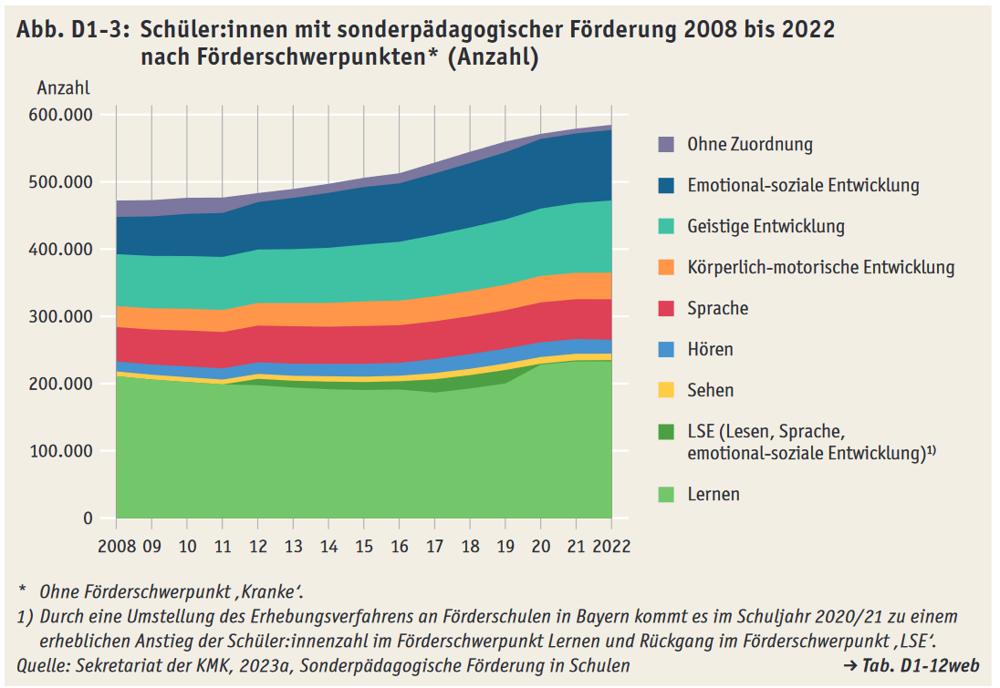 Abb. D1-3: Schüler:innen mit sonderpädagogischer Förderung 2008 bis 2022
nach Förderschwerpunkten* (Anzahl)
Anzahl
600.000
500.000
400.000
300.000
200.000
100.000
0
2008 09 10 11 12 13 14 15 16 17 18 19 20 21 2022
Ohne Zuordnung
Emotional-soziale Entwicklung
Geistige Entwicklung
Körperlich-motorische Entwicklung
Sprache
Hören
Sehen
LSE (Lesen, Sprache,
emotional-soziale Entwicklung)¹⁾
Lernen
* Ohne Förderschwerpunkt ‚Kranke‘.
1) Durch eine Umstellung des Erhebungsverfahrens an Förderschulen in Bayern kommt es im Schuljahr 2020/21 zu einem
erheblichen Anstieg der Schüler:innenzahl im Förderschwerpunkt Lernen und Rückgang im Förderschwerpunkt ‚LSE‘.
Quelle: Sekretariat der KMK, 2023a, Sonderpädagogische Förderung in Schulen → Tab. D1-12web